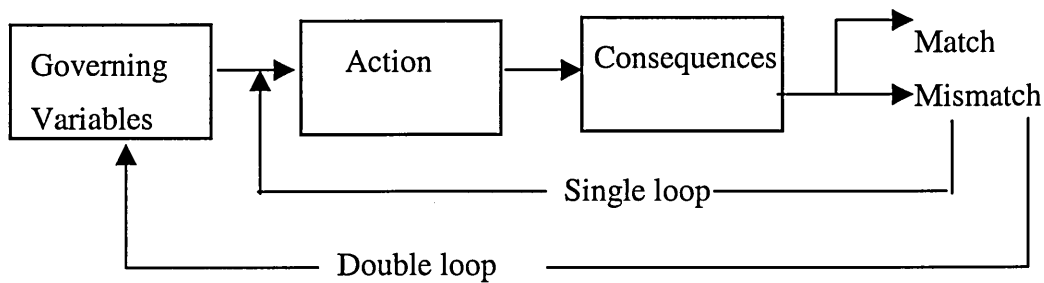 Governing
Variables
Action
Consequences
Match
Mismatch
Single loop
Double loop